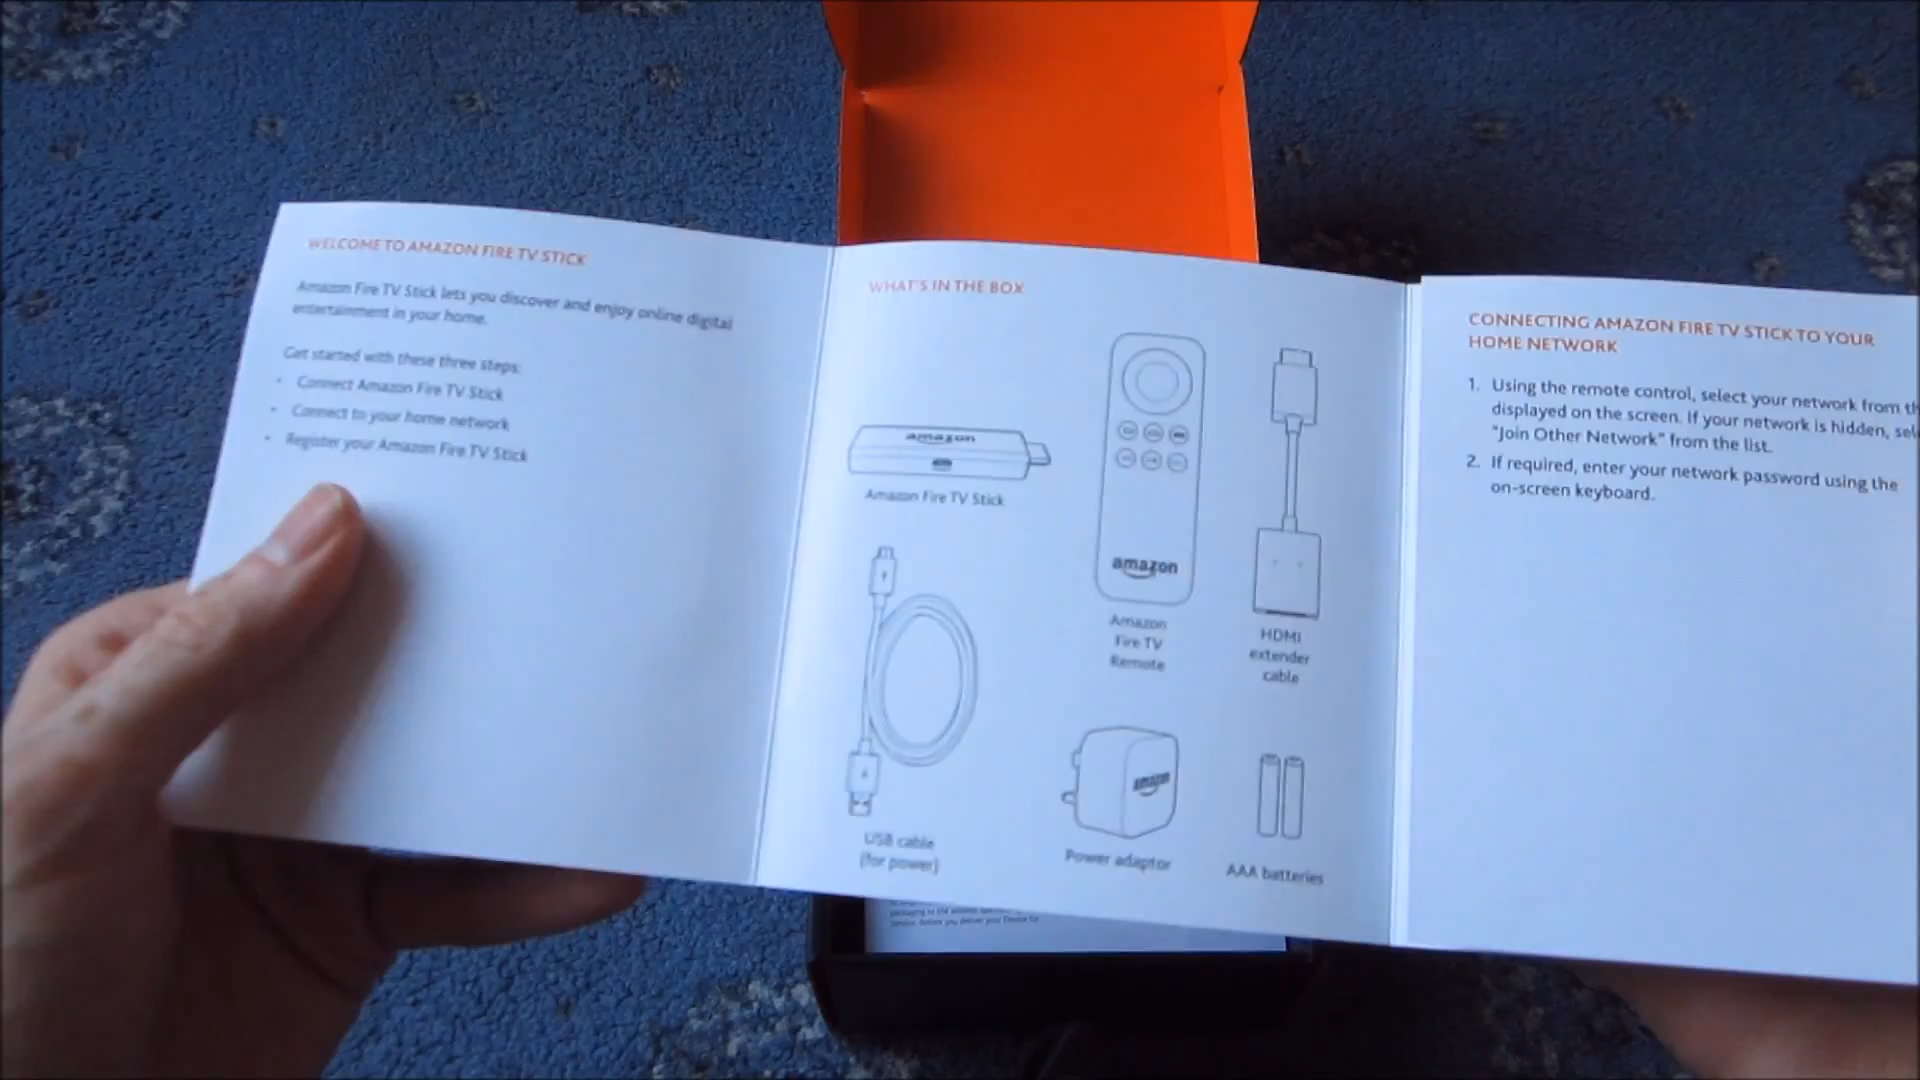 WELCOME TO AMAZON FIRE TV STICK
Amazon Fire TV Stick lets you discover and enjoy online digital
entertainment in your home.
Get started with these three steps:
• Connect Amazon Fire TV Stick
• Connect to your home network
• Register your Amazon Fire TV Stick
WHAT'S IN THE BOX
amazon
Amazon Fire TV Stick
amazon
Amazon
Fire TV
Remote
HDMI
extender
cable
USB cable
(for power)
amazon
Power adaptor
AAA batteries
CONNECTING AMAZON FIRE TV STICK TO YOUR
HOME NETWORK
1. Using the remote control, select your network from th
displayed on the screen. If your network is hidden, sel
"Join Other Network" from the list.
2. If required, enter your network password using the
on-screen keyboard.